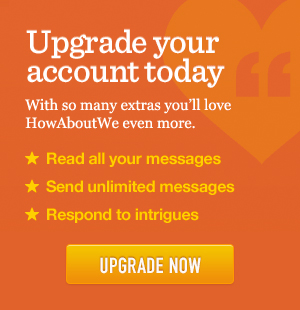 Upgrade your
account today
With so many extras you'll love
HowAboutWe even more.
Read all your messages
Send unlimited messages
Respond to intrigues
UPGRADE NOW